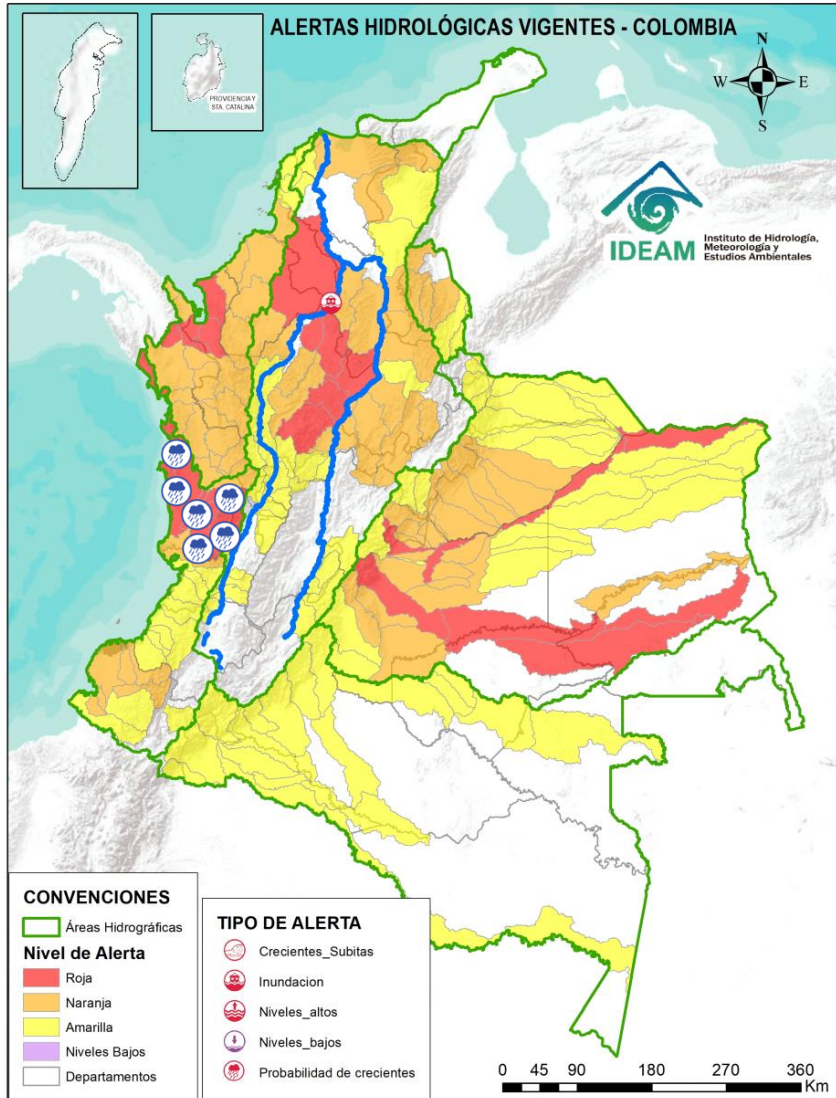 ALERTAS HIDROLÓGICAS VIGENTES - COLOMBIA
PROVIDENCIA Y
STA. CATALINA
N
W
E
S
IDEAM
Instituto de Hidrología,
Meteorología y
Estudios Ambientales
CONVENCIONES
Áreas Hidrográficas
Nivel de Alerta
Roja
Naranja
Amarilla
Niveles Bajos
Departamentos
TIPO DE ALERTA
Crecientes_Subitas
Inundacion
Niveles_altos
Niveles_bajos
Probabilidad de crecientes
0 45 90 180 270 360
Km